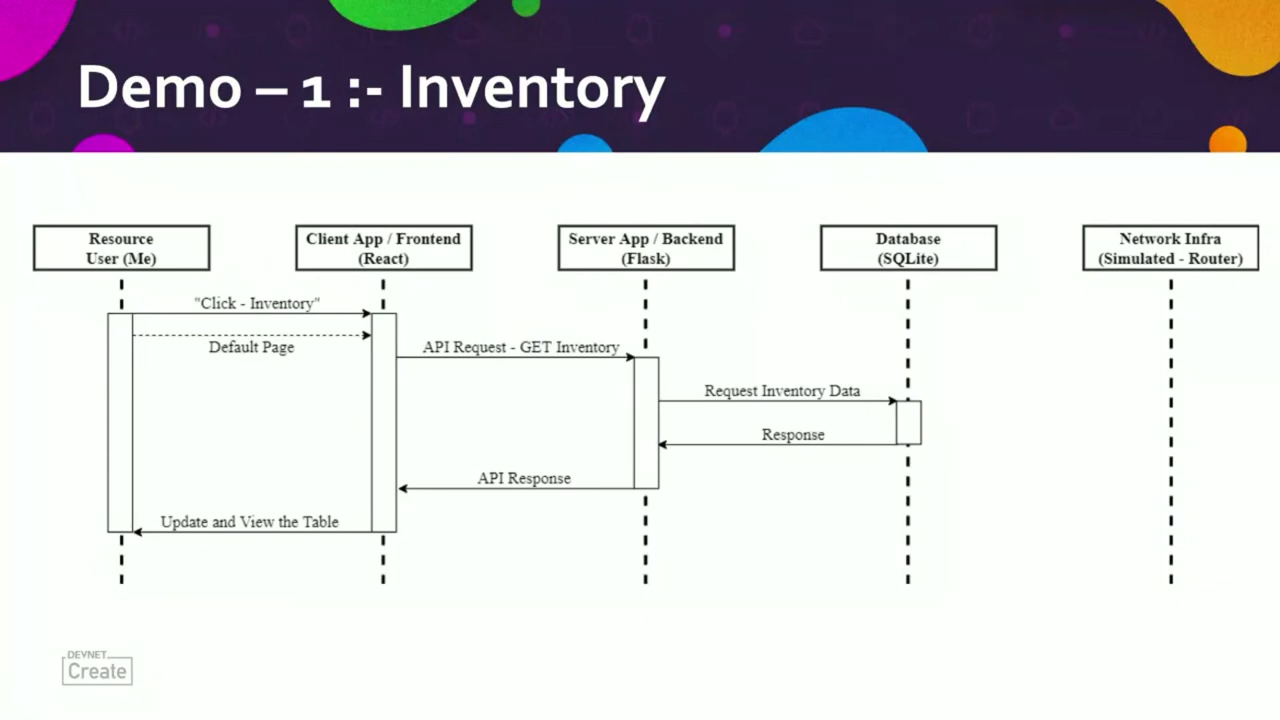 Demo – 1 :- Inventory
Resource
User (Me)
Client App / Frontend
(React)
Server App / Backend
(Flask)
Database
(SQLite)
Network Infra
(Simulated - Router)
"Click - Inventory"
Default Page
API Request - GET Inventory
Request Inventory Data
Response
API Response
Update and View the Table
DEVNET
Create